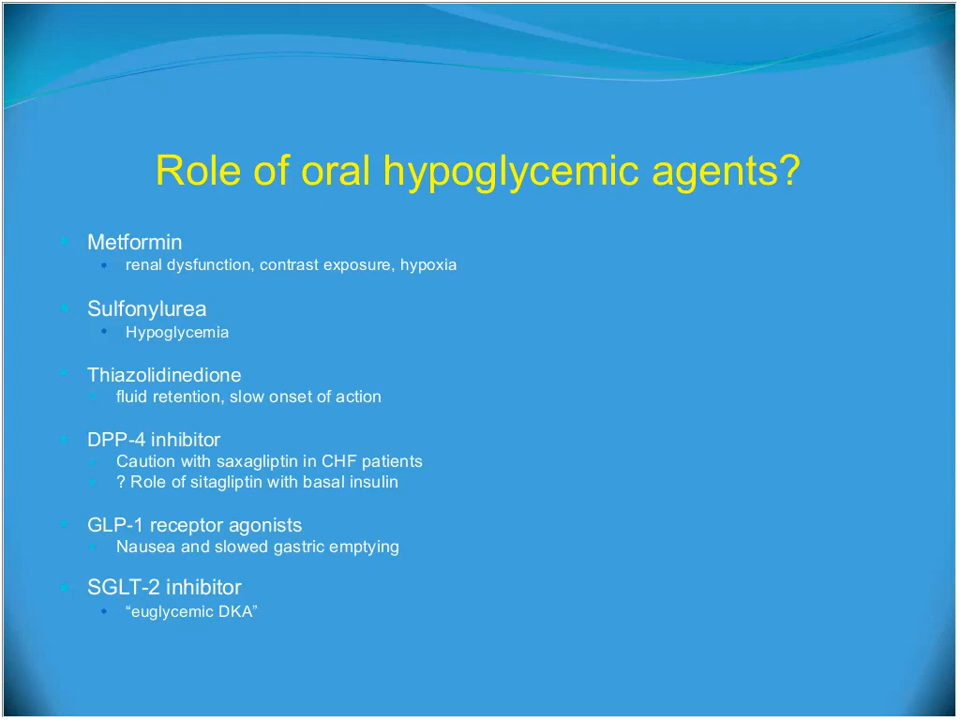 Role of oral hypoglycemic agents?
Metformin
renal dysfunction, contrast exposure, hypoxia
Sulfonylurea
Hypoglycemia
Thiazolidinedione
fluid retention, slow onset of action
DPP-4 inhibitor
Caution with saxagliptin in CHF patients
? Role of sitagliptin with basal insulin
GLP-1 receptor agonists
Nausea and slowed gastric emptying
SGLT-2 inhibitor
“euglycemic DKA”